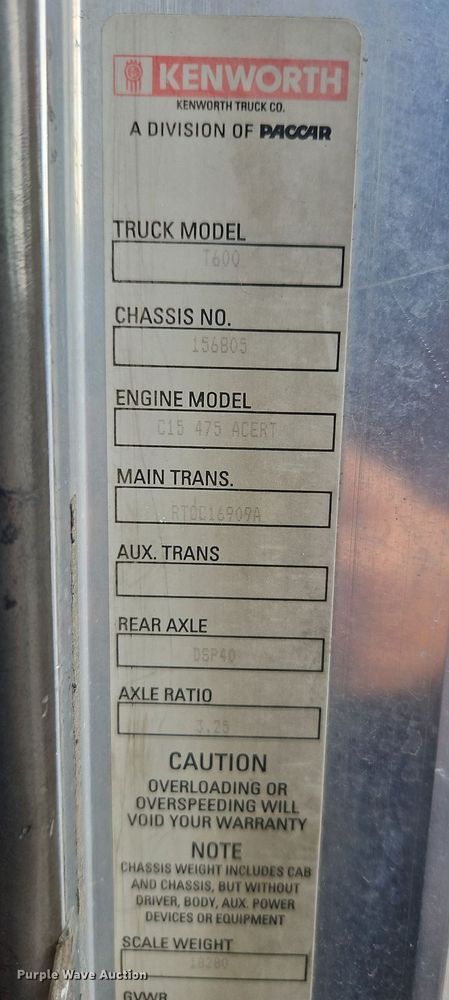 KENWORTH
KENWORTH TRUCK CO.
A DIVISION OF PACCAR
TRUCK MODEL
T600
CHASSIS NO.
156805
ENGINE MODEL
C15 475 ACERT
MAIN TRANS.
RTOC16909A
AUX. TRANS
REAR AXLE
DSP40
AXLE RATIO
3.25
CAUTION
OVERLOADING OR
OVERSPEEDING WILL
VOID YOUR WARRANTY
NOTE
CHASSIS WEIGHT INCLUDES CAB
AND CHASSIS, BUT WITHOUT
DRIVER, BODY, AUX. POWER
DEVICES OR EQUIPMENT
SCALE WEIGHT
18280
GVWR
Purple Wave Auction